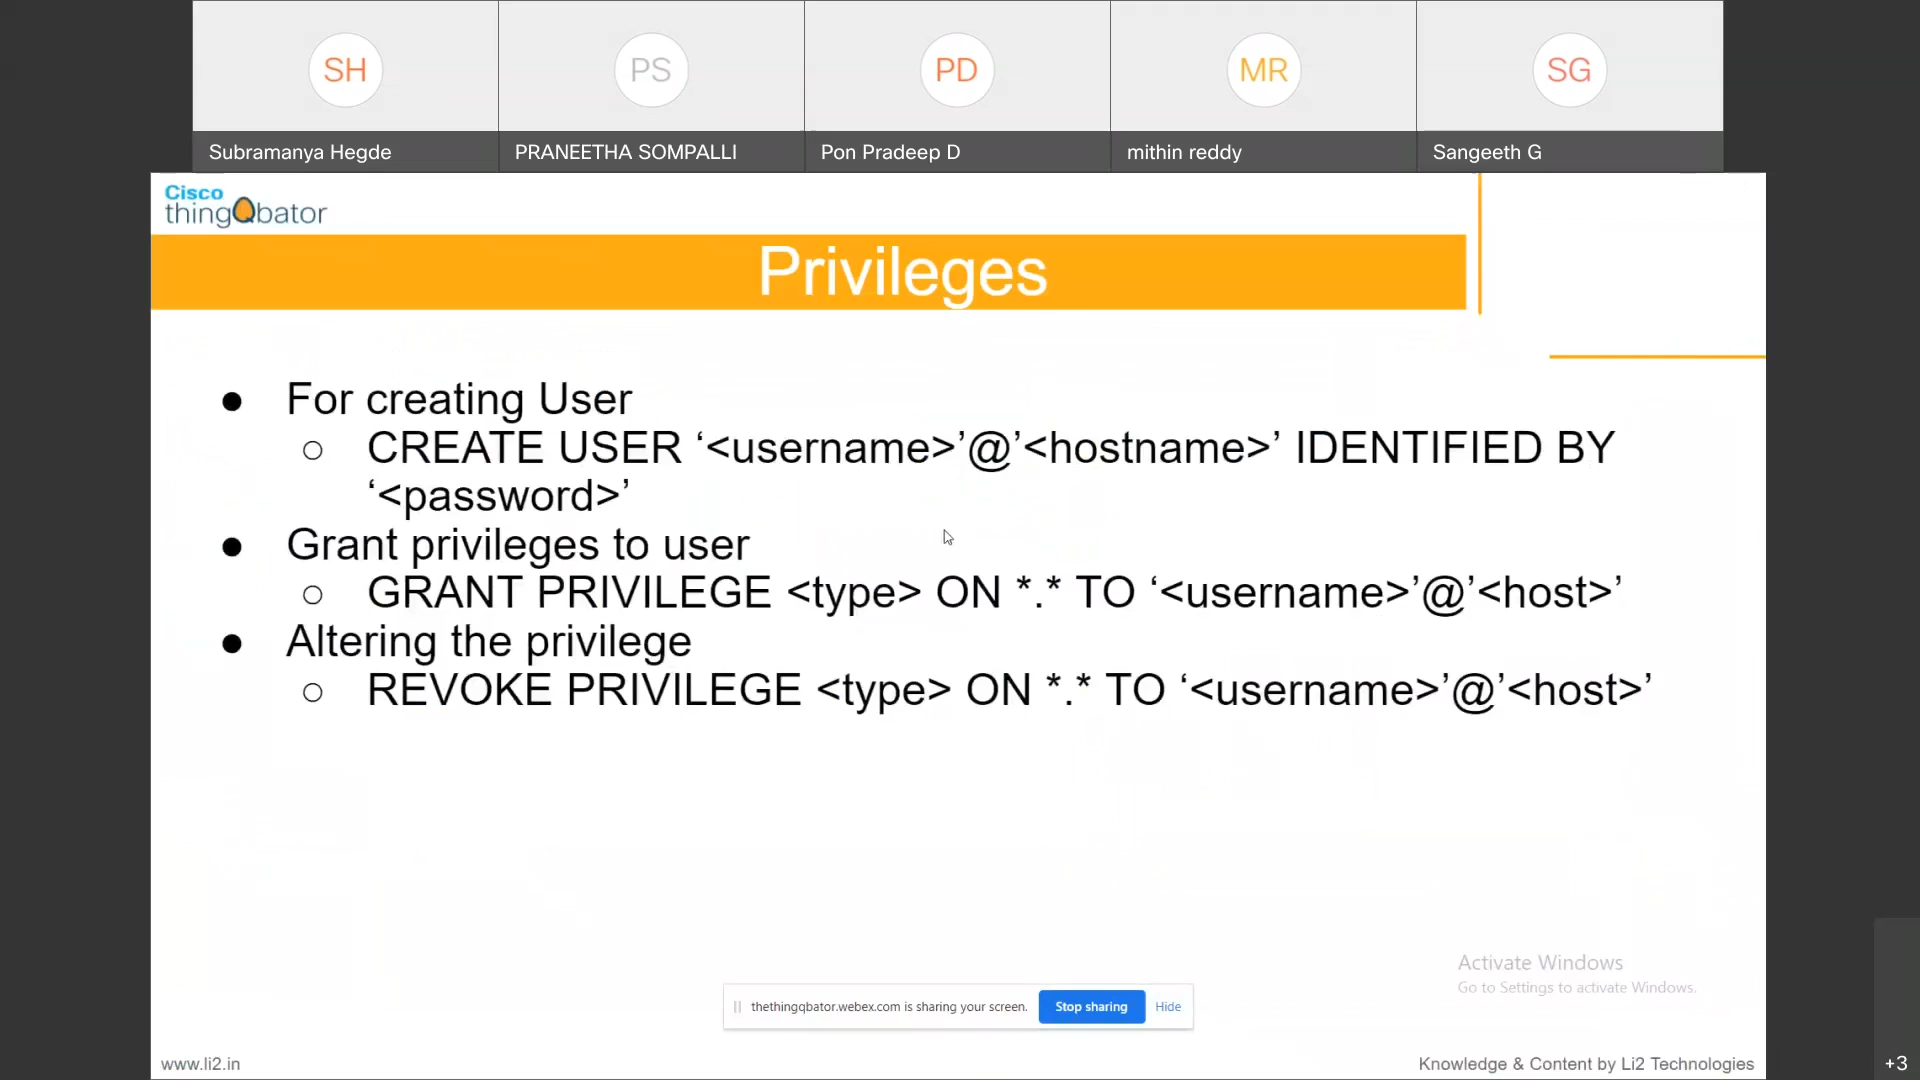 SH
PS
PD
MR
SG
Subramanya Hegde
PRANEETHA SOMPALLI
Pon Pradeep D
mithin reddy
Sangeeth G
Cisco
thingQbator
Privileges
● For creating User
○ CREATE USER ‘<username>’@’<hostname>’ IDENTIFIED BY
‘<password>’
● Grant privileges to user
○ GRANT PRIVILEGE <type> ON *.* TO ‘<username>’@’<host>’
● Altering the privilege
○ REVOKE PRIVILEGE <type> ON *.* TO ‘<username>’@’<host>’
Activate Windows
Go to Settings to activate Windows.
thethingqbator.webex.com is sharing your screen.
Stop sharing
Hide
www.li2.in
Knowledge & Content by Li2 Technologies
+3